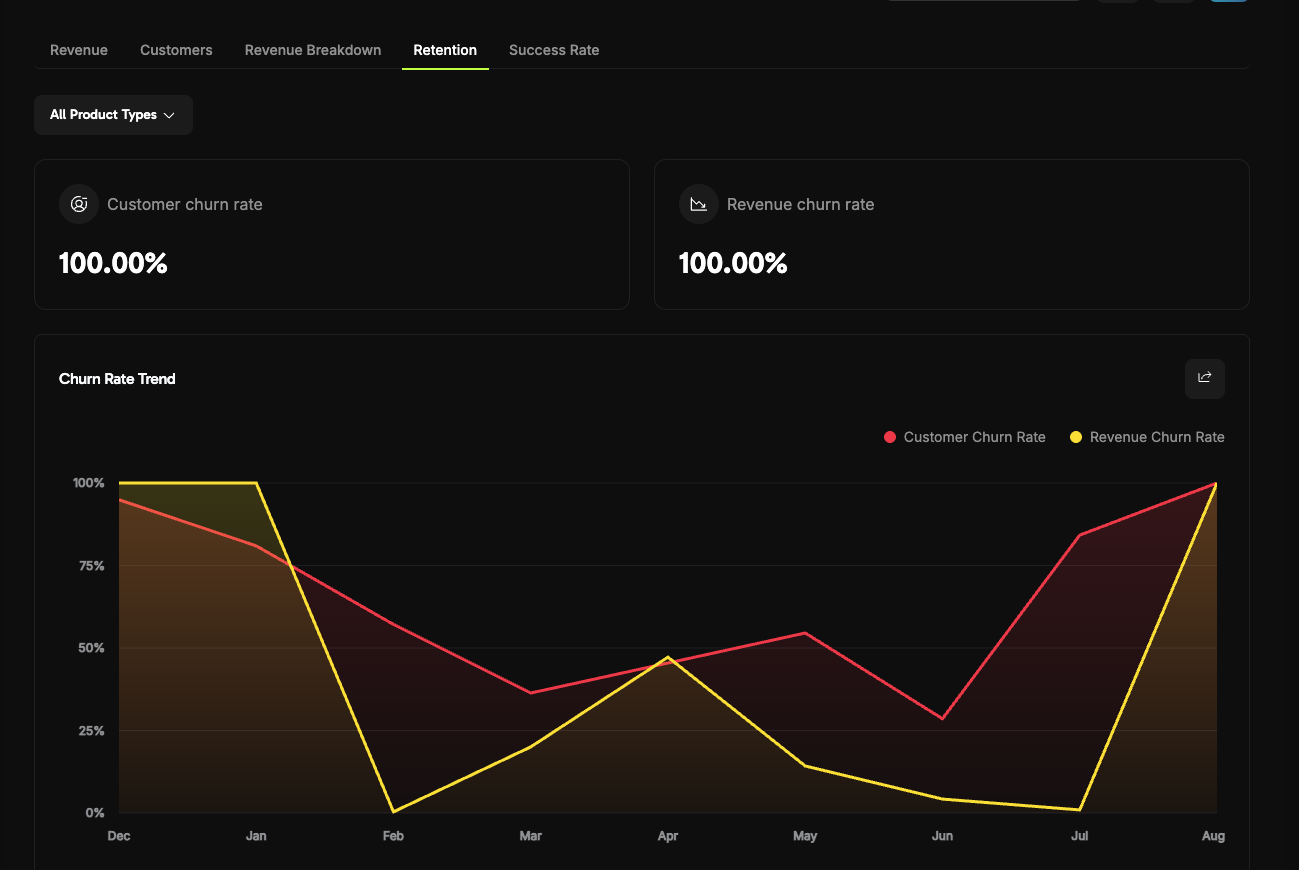 Revenue Customers Revenue Breakdown Retention Success Rate
All Product Types
Customer churn rate
100.00%
Revenue churn rate
100.00%
Churn Rate Trend
Customer Churn Rate Revenue Churn Rate
100%
75%
50%
25%
0%
Dec Jan Feb Mar Apr May Jun Jul Aug